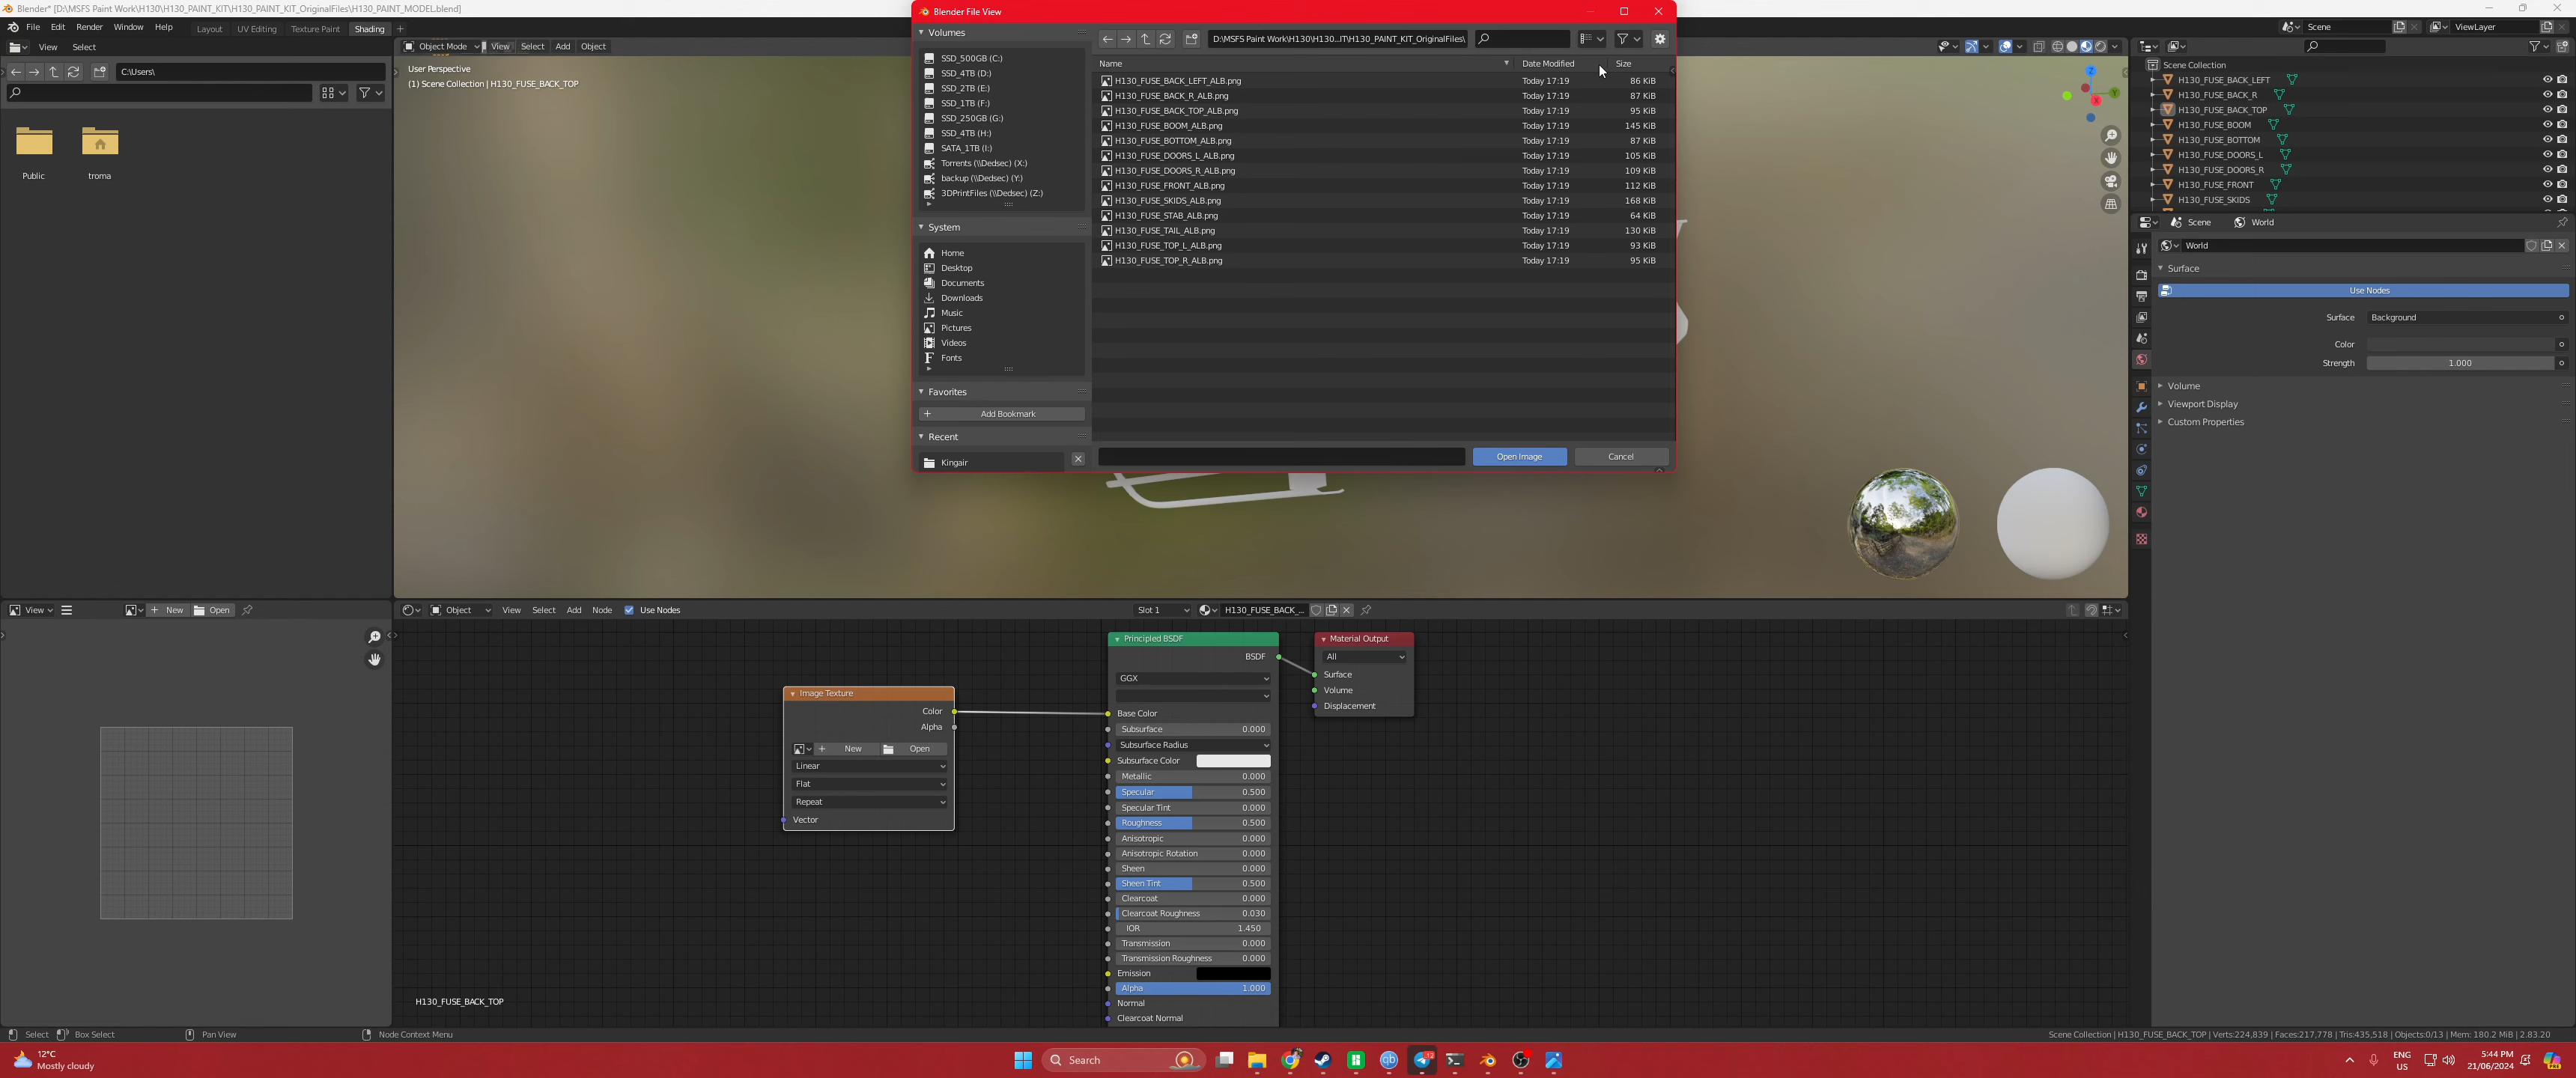 Blender* [D:\MSFS Paint Work\H130\H130_PAINT_KIT\H130_PAINT_KIT_OriginalFiles\H130_PAINT_MODEL.blend]
File Edit Render Window Help Layout UV Editing Texture Paint Shading +
Scene ViewLayer
View Select
C:\Users\
Public troma
Object Mode View Select Add Object
User Perspective
(1) Scene Collection | H130_FUSE_BACK_TOP
Blender File View
Volumes
SSD_500GB (C:)
SSD_4TB (D:)
SSD_2TB (E:)
SSD_1TB (F:)
SSD_250GB (G:)
SSD_4TB (H:)
SATA_1TB (I:)
Torrents (\\Dedsec) (X:)
backup (\\Dedsec) (Y:)
3DPrintFiles (\\Dedsec) (Z:)
System
Home
Desktop
Documents
Downloads
Music
Pictures
Videos
Fonts
Favorites
Add Bookmark
Recent
Kingair
D:\MSFS Paint Work\H130\H130...IT\H130_PAINT_KIT_OriginalFiles\
Name Date Modified Size
H130_FUSE_BACK_LEFT_ALB.png Today 17:19 86 KiB
H130_FUSE_BACK_R_ALB.png Today 17:19 87 KiB
H130_FUSE_BACK_TOP_ALB.png Today 17:19 95 KiB
H130_FUSE_BOOM_ALB.png Today 17:19 145 KiB
H130_FUSE_BOTTOM_ALB.png Today 17:19 87 KiB
H130_FUSE_DOORS_L_ALB.png Today 17:19 105 KiB
H130_FUSE_DOORS_R_ALB.png Today 17:19 109 KiB
H130_FUSE_FRONT_ALB.png Today 17:19 112 KiB
H130_FUSE_SKIDS_ALB.png Today 17:19 168 KiB
H130_FUSE_STAB_ALB.png Today 17:19 64 KiB
H130_FUSE_TAIL_ALB.png Today 17:19 130 KiB
H130_FUSE_TOP_L_ALB.png Today 17:19 93 KiB
H130_FUSE_TOP_R_ALB.png Today 17:19 95 KiB
Open Image Cancel
Z Y X
Scene Collection
H130_FUSE_BACK_LEFT
H130_FUSE_BACK_R
H130_FUSE_BACK_TOP
H130_FUSE_BOOM
H130_FUSE_BOTTOM
H130_FUSE_DOORS_L
H130_FUSE_DOORS_R
H130_FUSE_FRONT
H130_FUSE_SKIDS
Scene World
World
Surface
Use Nodes
Surface Background
Color
Strength 1.000
Volume
Viewport Display
Custom Properties
View New Open
Object View Select Add Node Use Nodes Slot 1 H130_FUSE_BACK_...
Image Texture
Color
Alpha
New Open
Linear
Flat
Repeat
Vector
Principled BSDF
BSDF
GGX
Base Color
Subsurface 0.000
Subsurface Radius
Subsurface Color
Metallic 0.000
Specular 0.500
Specular Tint 0.000
Roughness 0.500
Anisotropic 0.000
Anisotropic Rotation 0.000
Sheen 0.000
Sheen Tint 0.500
Clearcoat 0.000
Clearcoat Roughness 0.030
IOR 1.450
Transmission 0.000
Transmission Roughness 0.000
Emission
Alpha 1.000
Normal
Clearcoat Normal
Material Output
All
Surface
Volume
Displacement
H130_FUSE_BACK_TOP
Select Box Select Pan View Node Context Menu
Scene Collection | H130_FUSE_BACK_TOP | Verts:224,839 | Faces:217,778 | Tris:435,518 | Objects:0/13 | Mem: 180.2 MiB | 2.83.20
12°C
Mostly cloudy
Search
12
ENG
US
5:44 PM
21/06/2024